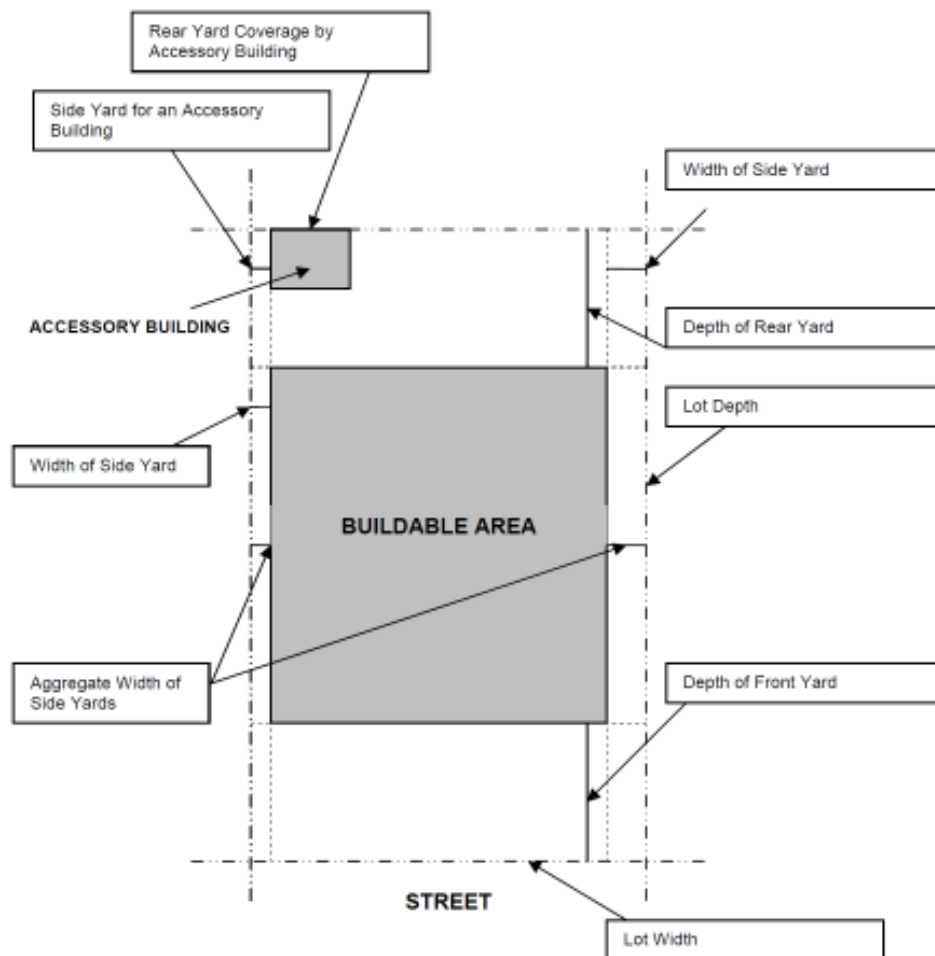 Rear Yard Coverage by
Accessory Building
Side Yard for an Accessory
Building
Width of Side Yard
ACCESSORY BUILDING
Depth of Rear Yard
Lot Depth
Width of Side Yard
BUILDABLE AREA
Aggregate Width of
Side Yards
Depth of Front Yard
STREET
Lot Width